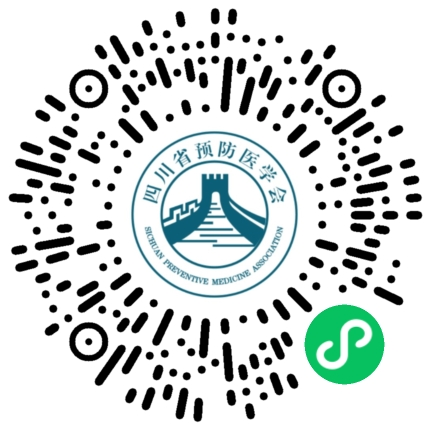 四川省预防医学会
SICHUAN PREVENTIVE MEDICINE ASSOCIATION